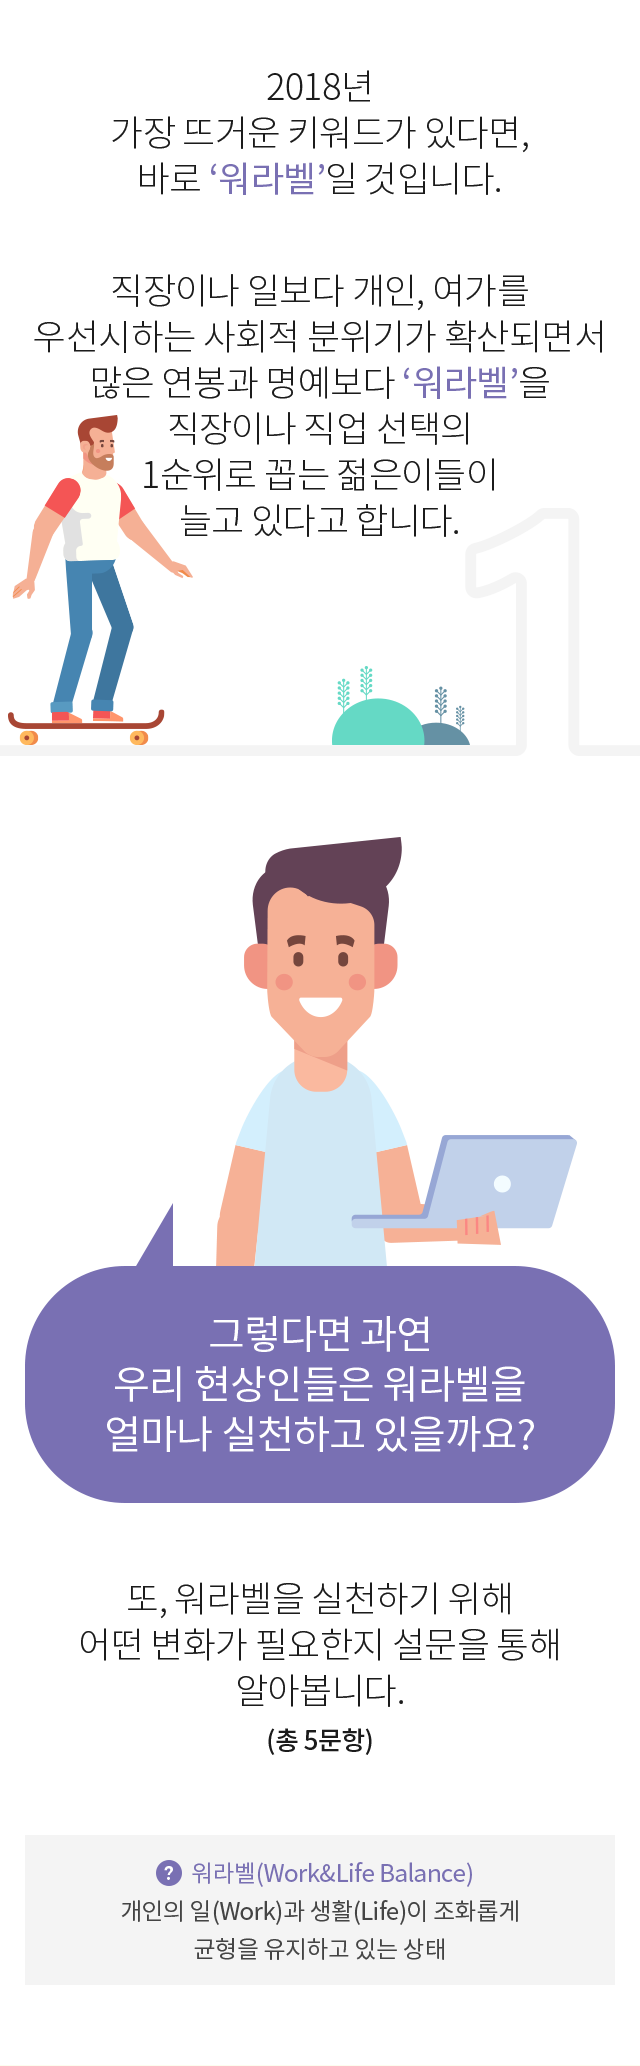 2018년
가장 뜨거운 키워드가 있다면,
바로 ‘워라벨’일 것입니다.
직장이나 일보다 개인, 여가를
우선시하는 사회적 분위기가 확산되면서
많은 연봉과 명예보다 ‘워라벨’을
직장이나 직업 선택의
1순위로 꼽는 젊은이들이
늘고 있다고 합니다.
1
그렇다면 과연
우리 현상인들은 워라벨을
얼마나 실천하고 있을까요?
또, 워라벨을 실천하기 위해
어떤 변화가 필요한지 설문을 통해
알아봅니다.
(총 5문항)
? 워라벨(Work&Life Balance)
개인의 일(Work)과 생활(Life)이 조화롭게
균형을 유지하고 있는 상태